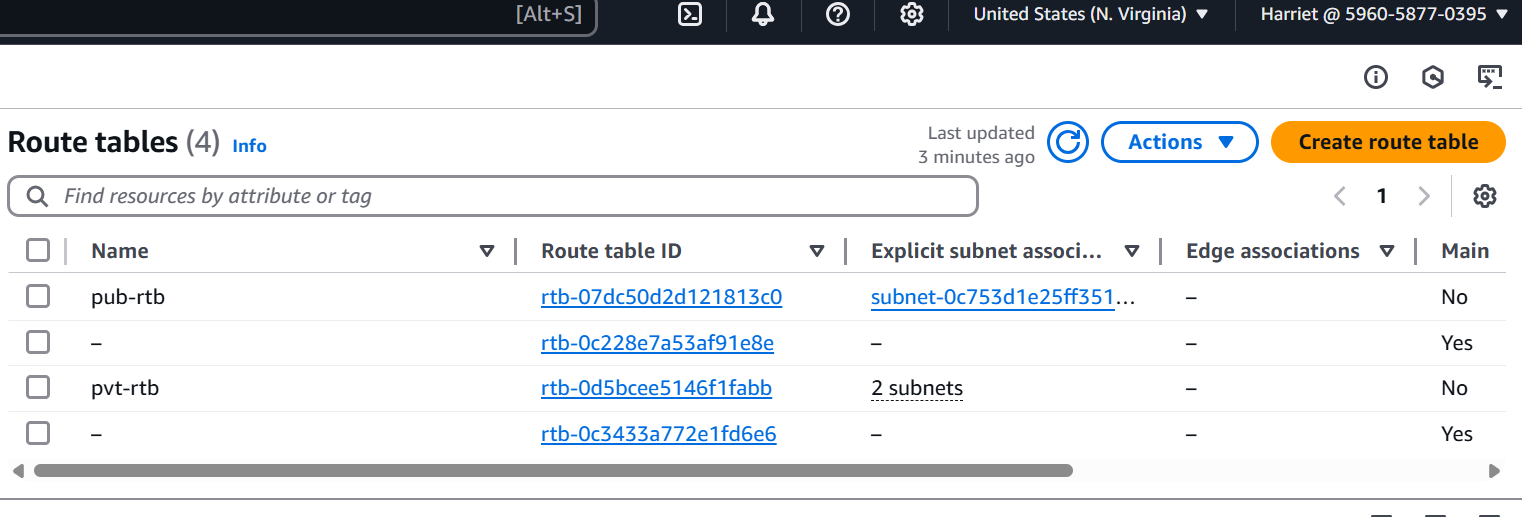 [Alt+S] United States (N. Virginia) Harriet @ 5960-5877-0395
Route tables (4) Info
Last updated
3 minutes ago
Actions
Create route table
Find resources by attribute or tag
1
Name Route table ID Explicit subnet associ... Edge associations Main
pub-rtb rtb-07dc50d2d121813c0 subnet-0c753d1e25ff351... – No
– rtb-0c228e7a53af91e8e – – Yes
pvt-rtb rtb-0d5bcee5146f1fabb 2 subnets – No
– rtb-0c3433a772e1fd6e6 – – Yes